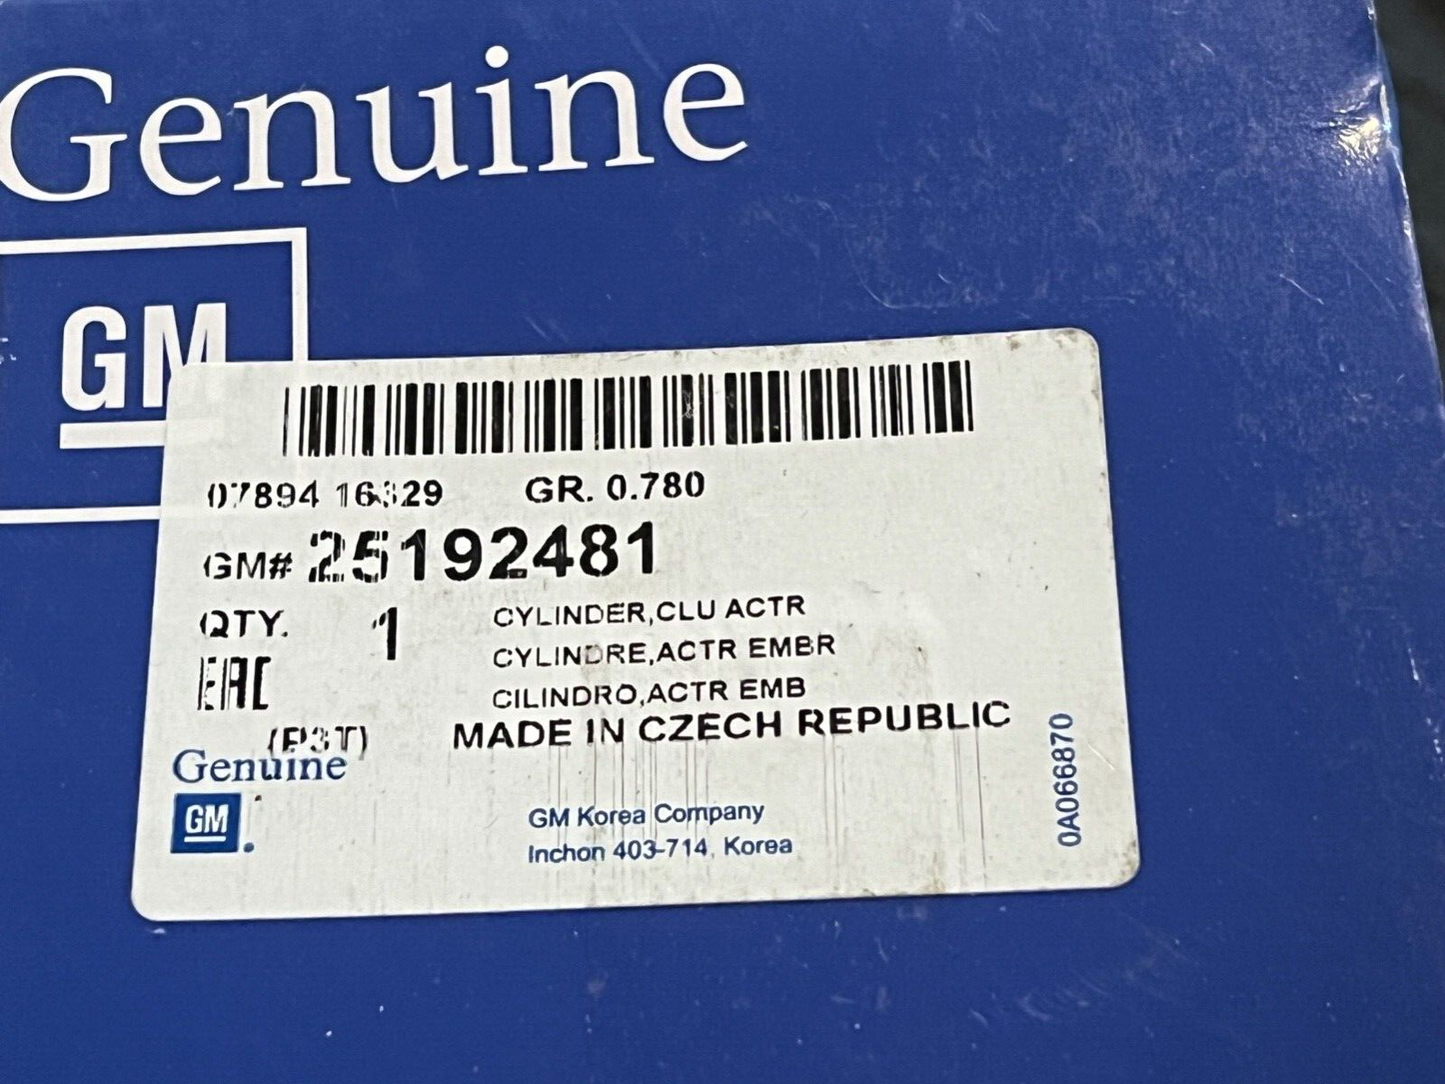 Genuine
GM
07894 16329 GR. 0.780
GM# 25192481
QTY. 1 CYLINDER,CLU ACTR
CYLINDRE,ACTR EMBR
EAC
CILINDRO,ACTR EMB
(P3T) MADE IN CZECH REPUBLIC
Genuine
GM
GM Korea Company
Inchon 403-714, Korea
0A066870